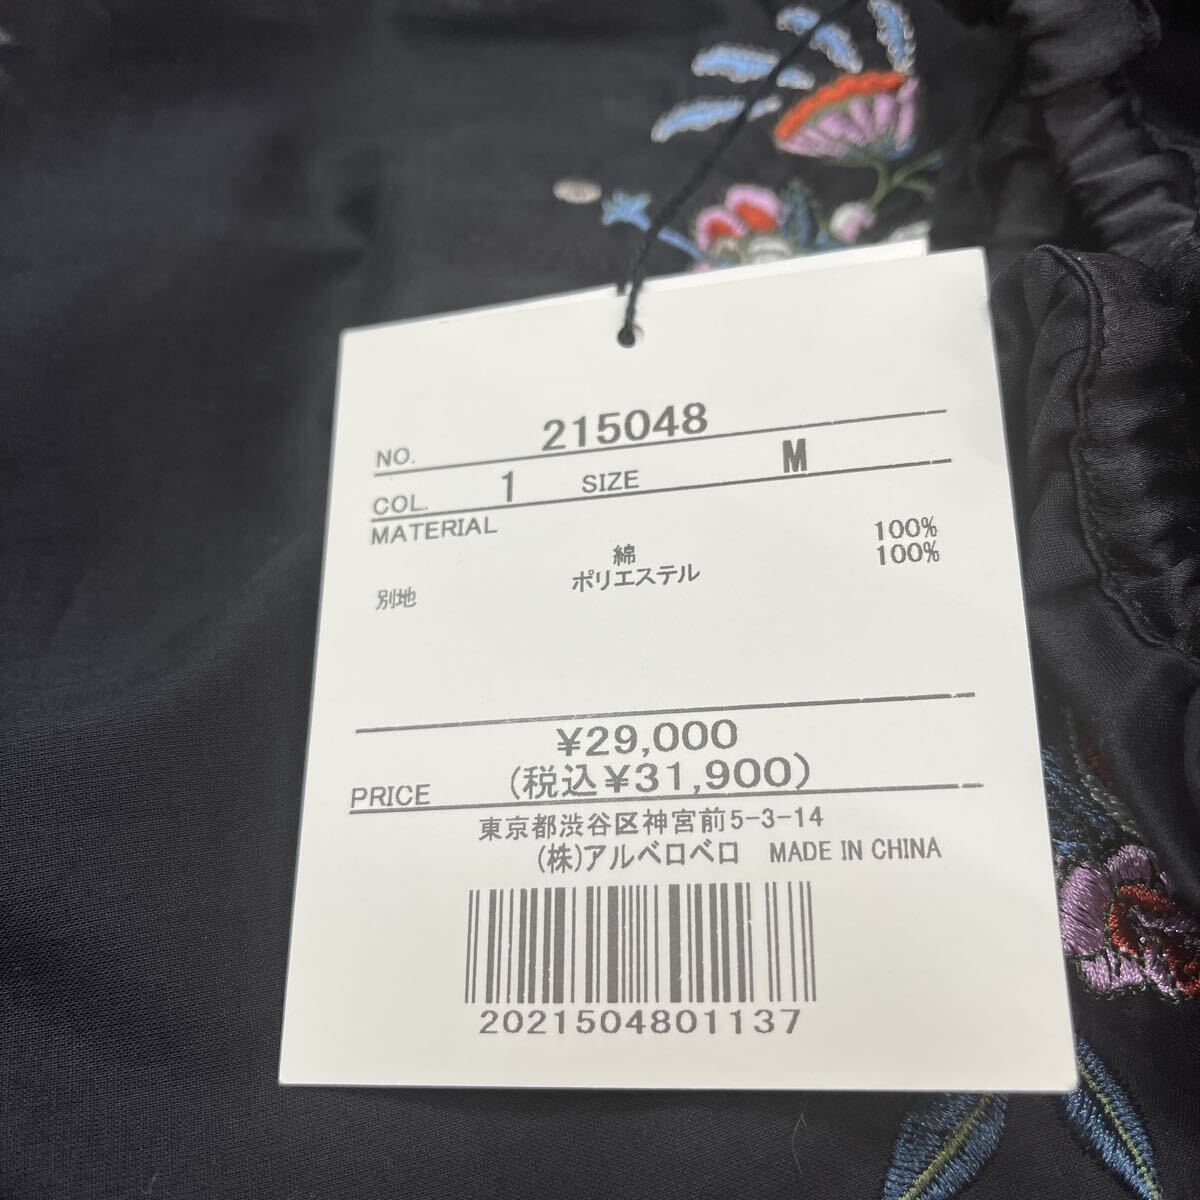 NO. 215048
COL. 1 SIZE M
MATERIAL
綿 100%
別地 ポリエステル 100%
¥29,000
PRICE (税込¥31,900)
東京都渋谷区神宮前5-3-14
(株)アルベロベロ MADE IN CHINA
2021504801137